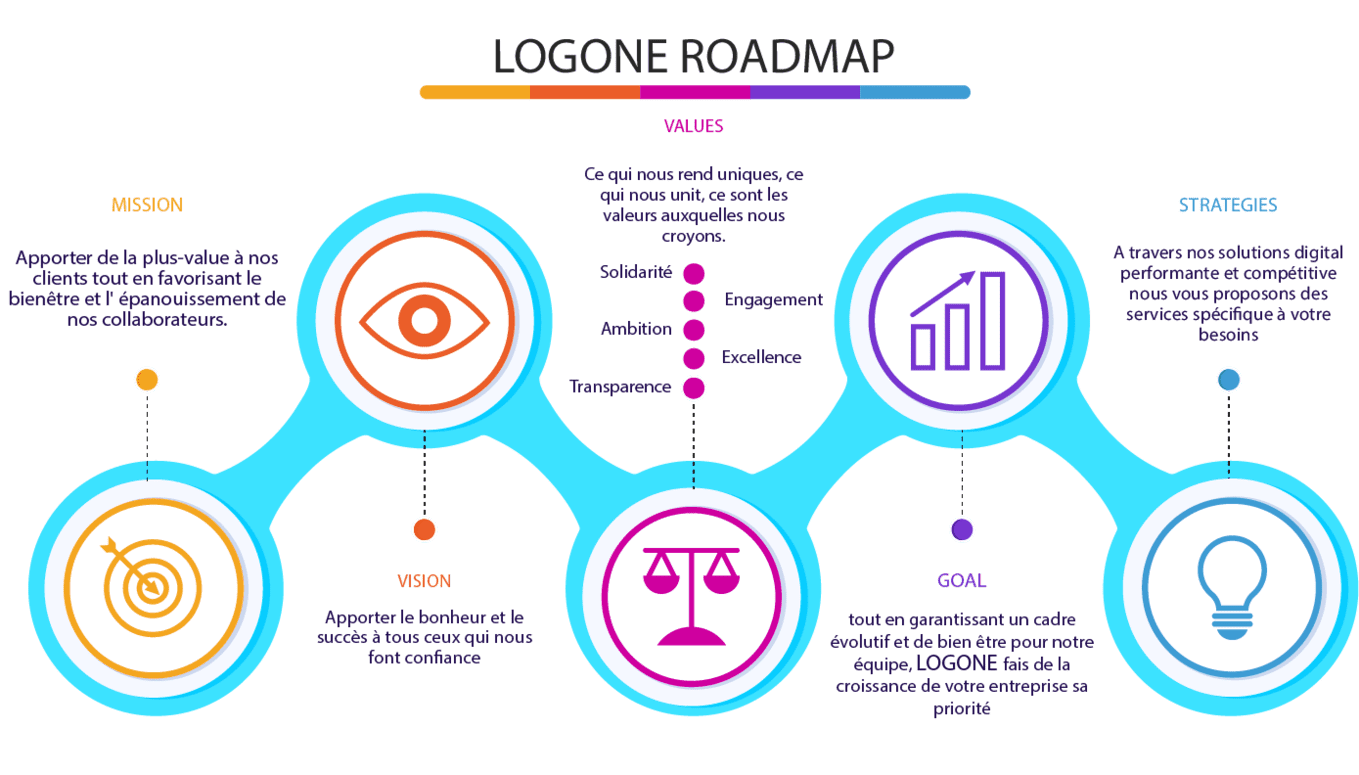 LOGONE ROADMAP
MISSION
Apporter de la plus-value à nos
clients tout en favorisant le
bienêtre et l' épanouissement de
nos collaborateurs.
VISION
Apporter le bonheur et le
succès à tous ceux qui nous
font confiance
VALUES
Ce qui nous rend uniques, ce
qui nous unit, ce sont les
valeurs auxquelles nous
croyons.
Solidarité
Engagement
Ambition
Excellence
Transparence
GOAL
tout en garantissant un cadre
évolutif et de bien être pour notre
équipe, LOGONE fais de la
croissance de votre entreprise sa
priorité
STRATEGIES
A travers nos solutions digital
performante et compétitive
nous vous proposons des
services spécifique à votre
besoins